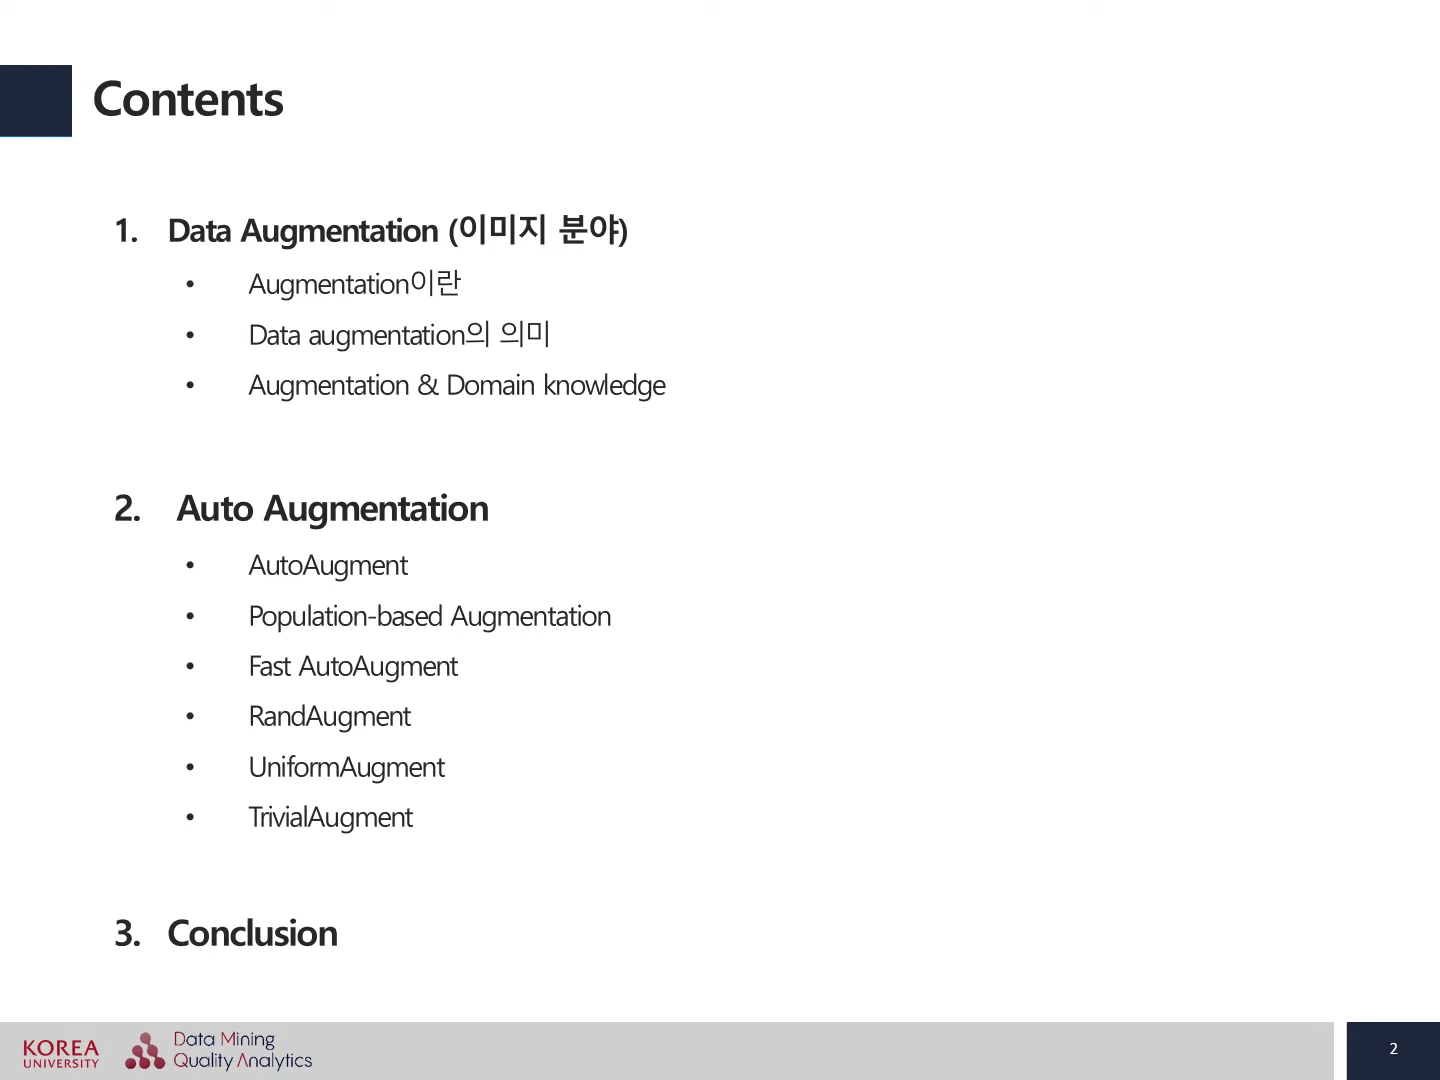 Contents
1. Data Augmentation (이미지 분야)
• Augmentation이란
• Data augmentation의 의미
• Augmentation & Domain knowledge
2. Auto Augmentation
• AutoAugment
• Population-based Augmentation
• Fast AutoAugment
• RandAugment
• UniformAugment
• TrivialAugment
3. Conclusion
KOREA
UNIVERSITY
Data Mining
Quality Analytics
2